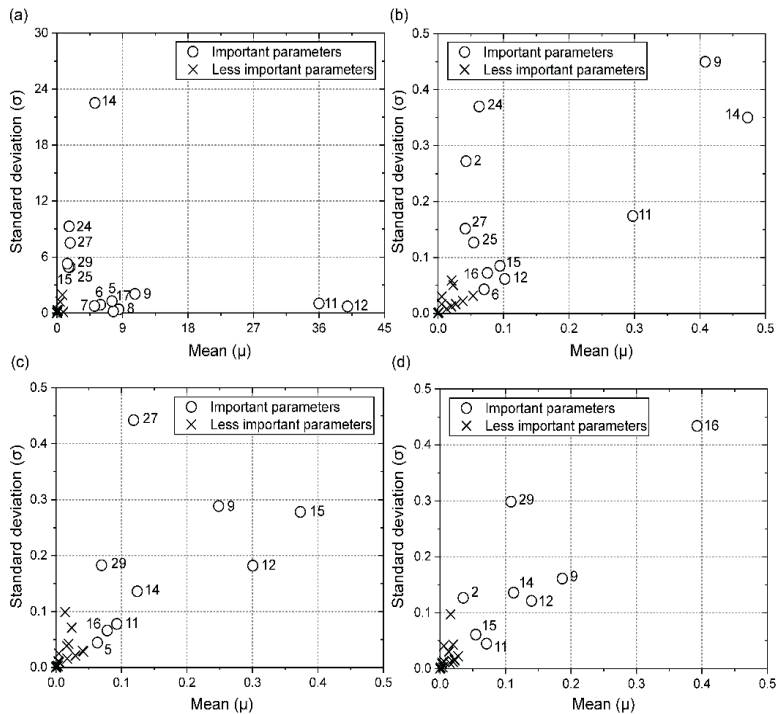 (a)
30
24
18
12
6
0
0 9 18 27 36 45
Standard deviation (σ)
Mean (μ)
Important parameters
Less important parameters
14
24
27
29
15 25
7 6 5 17 8 9
11 12
(b)
0.5
0.4
0.3
0.2
0.1
0.0
0.0 0.1 0.2 0.3 0.4 0.5
Standard deviation (σ)
Mean (μ)
Important parameters
Less important parameters
9
24
14
2
11
27
25
15
16
12
6
(c)
0.5
0.4
0.3
0.2
0.1
0.0
0.0 0.1 0.2 0.3 0.4 0.5
Standard deviation (σ)
Mean (μ)
Important parameters
Less important parameters
27
9
15
29
12
14
16 11
5
(d)
0.5
0.4
0.3
0.2
0.1
0.0
0.0 0.1 0.2 0.3 0.4 0.5
Standard deviation (σ)
Mean (μ)
Important parameters
Less important parameters
16
29
9
2
14
12
15
11